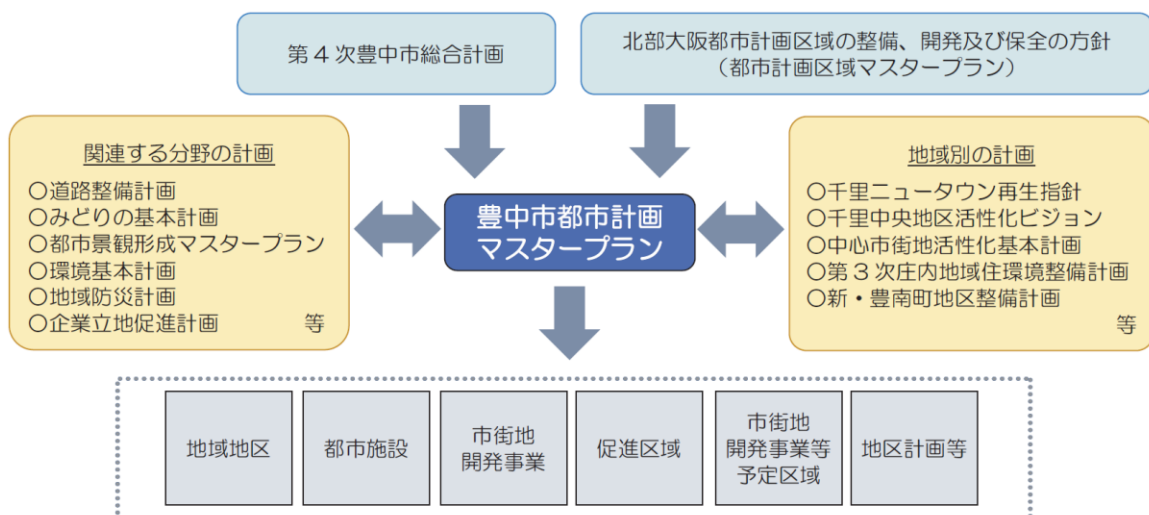 第4次豊中市総合計画
北部大阪都市計画区域の整備、開発及び保全の方針
（都市計画区域マスタープラン）
関連する分野の計画
○道路整備計画
○みどりの基本計画
○都市景観形成マスタープラン
○環境基本計画
○地域防災計画
○企業立地促進計画 等
豊中市都市計画
マスタープラン
地域別の計画
○千里ニュータウン再生指針
○千里中央地区活性化ビジョン
○中心市街地活性化基本計画
○第3次庄内地域住環境整備計画
○新・豊南町地区整備計画
等
地域地区
都市施設
市街地
開発事業
促進区域
市街地
開発事業等
予定区域
地区計画等